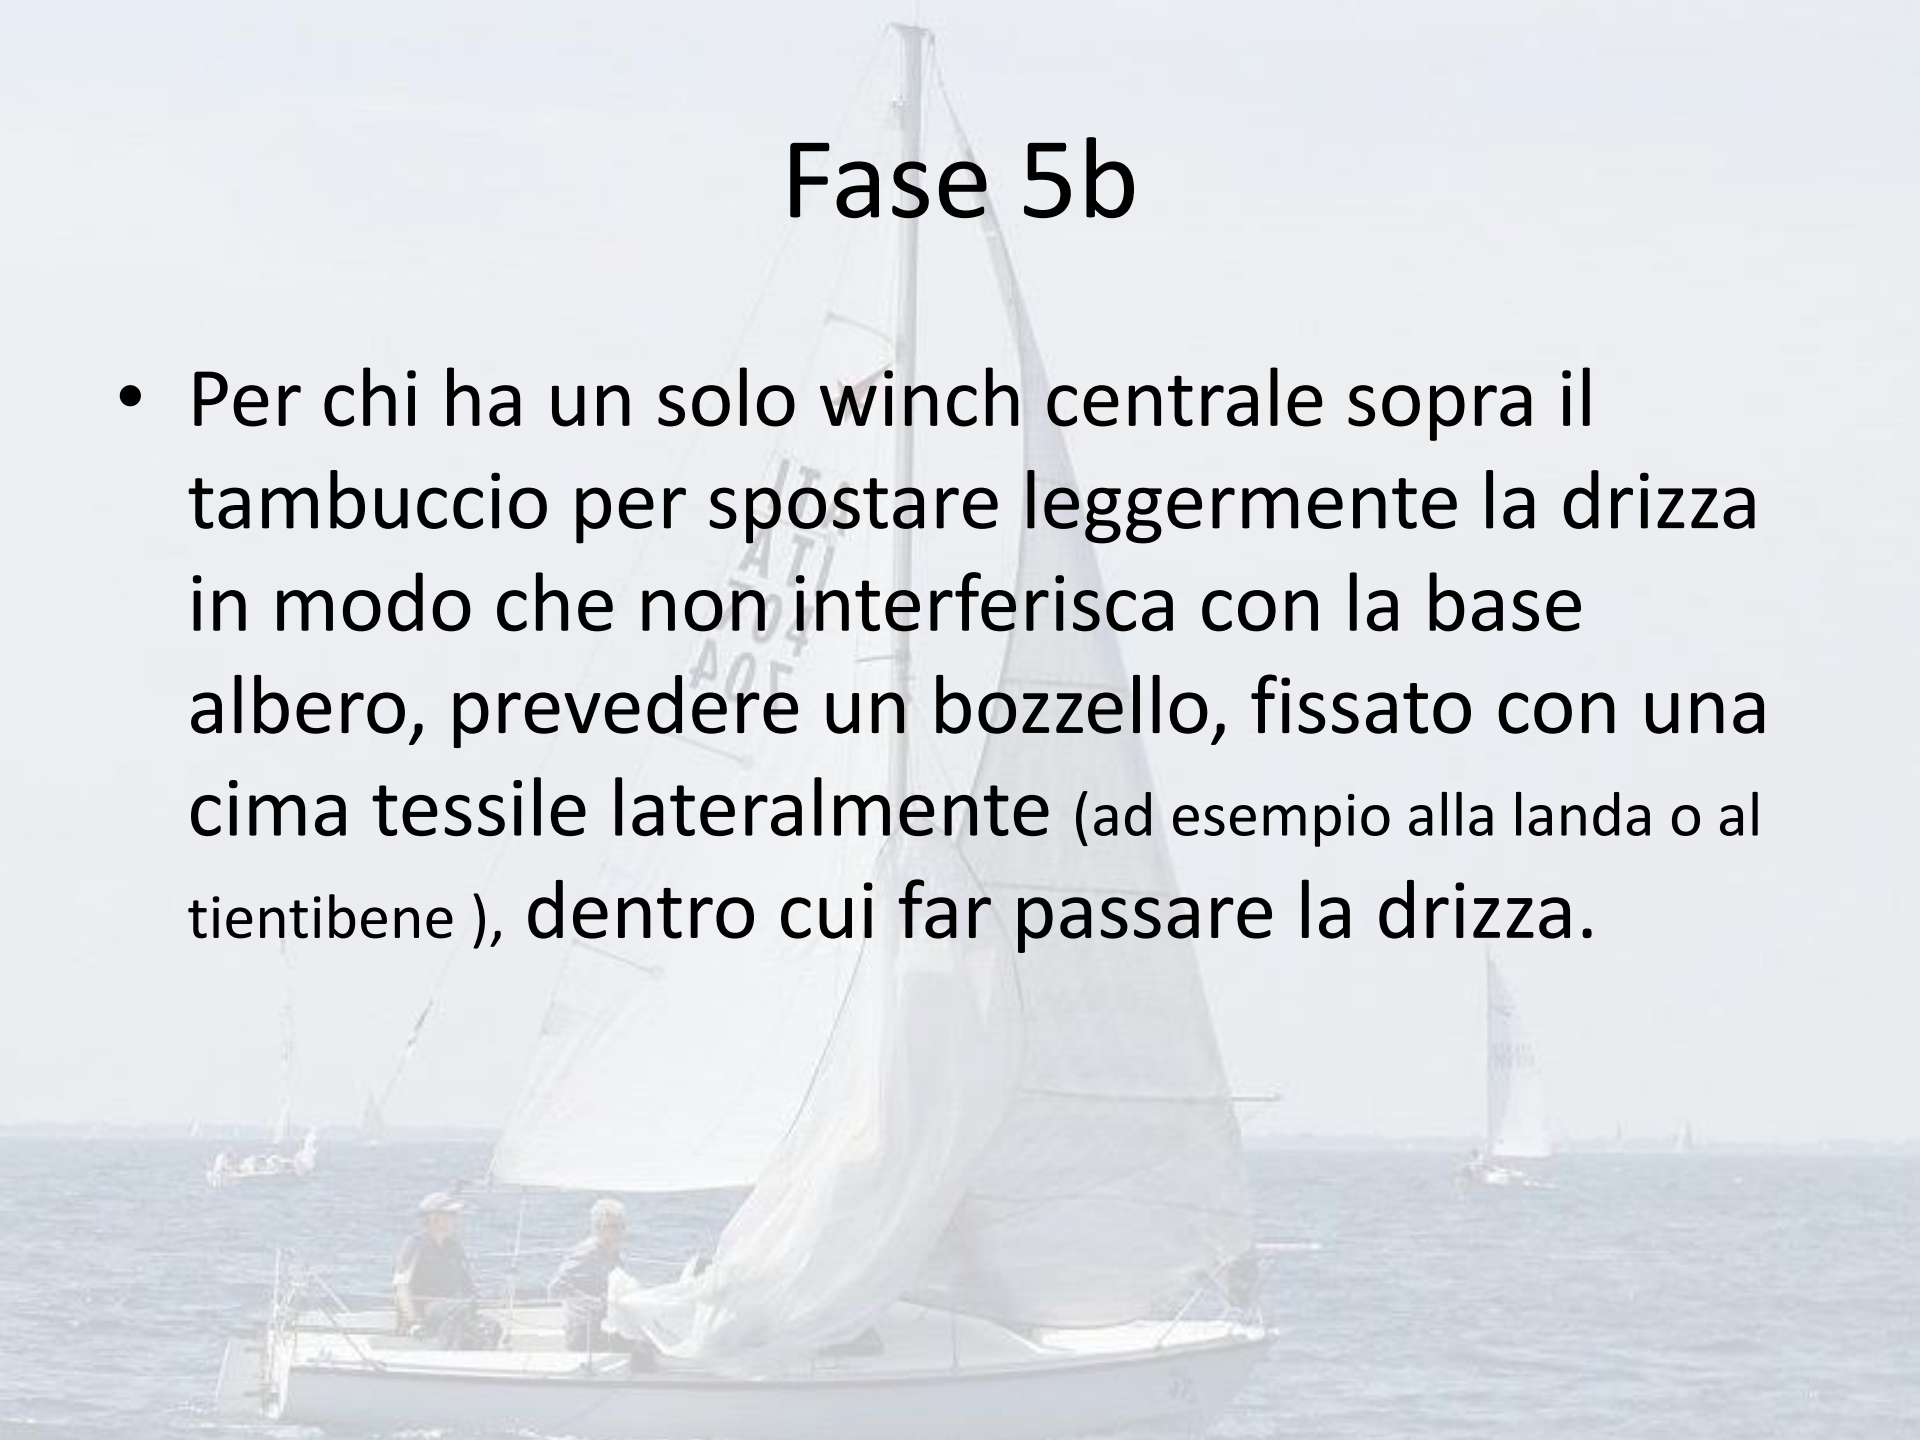 Fase 5b
• Per chi ha un solo winch centrale sopra il
tambuccio per spostare leggermente la drizza
in modo che non interferisca con la base
albero, prevedere un bozzello, fissato con una
cima tessile lateralmente (ad esempio alla landa o al
tientibene ), dentro cui far passare la drizza.
ITA